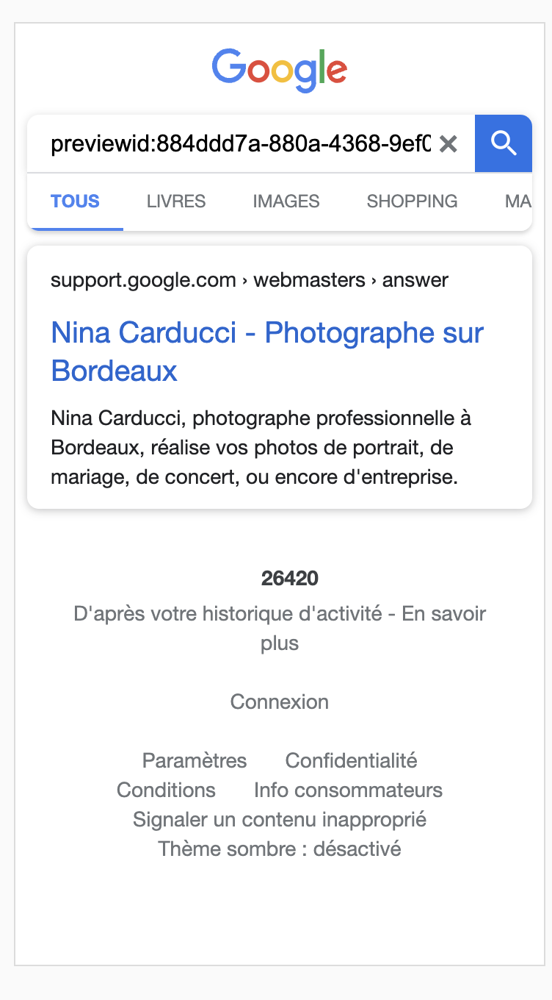 Google
previewid:884ddd7a-880a-4368-9ef0
TOUS LIVRES IMAGES SHOPPING MA
support.google.com › webmasters › answer
Nina Carducci - Photographe sur
Bordeaux
Nina Carducci, photographe professionnelle à
Bordeaux, réalise vos photos de portrait, de
mariage, de concert, ou encore d'entreprise.
26420
D'après votre historique d'activité - En savoir
plus
Connexion
Paramètres Confidentialité
Conditions Info consommateurs
Signaler un contenu inapproprié
Thème sombre : désactivé